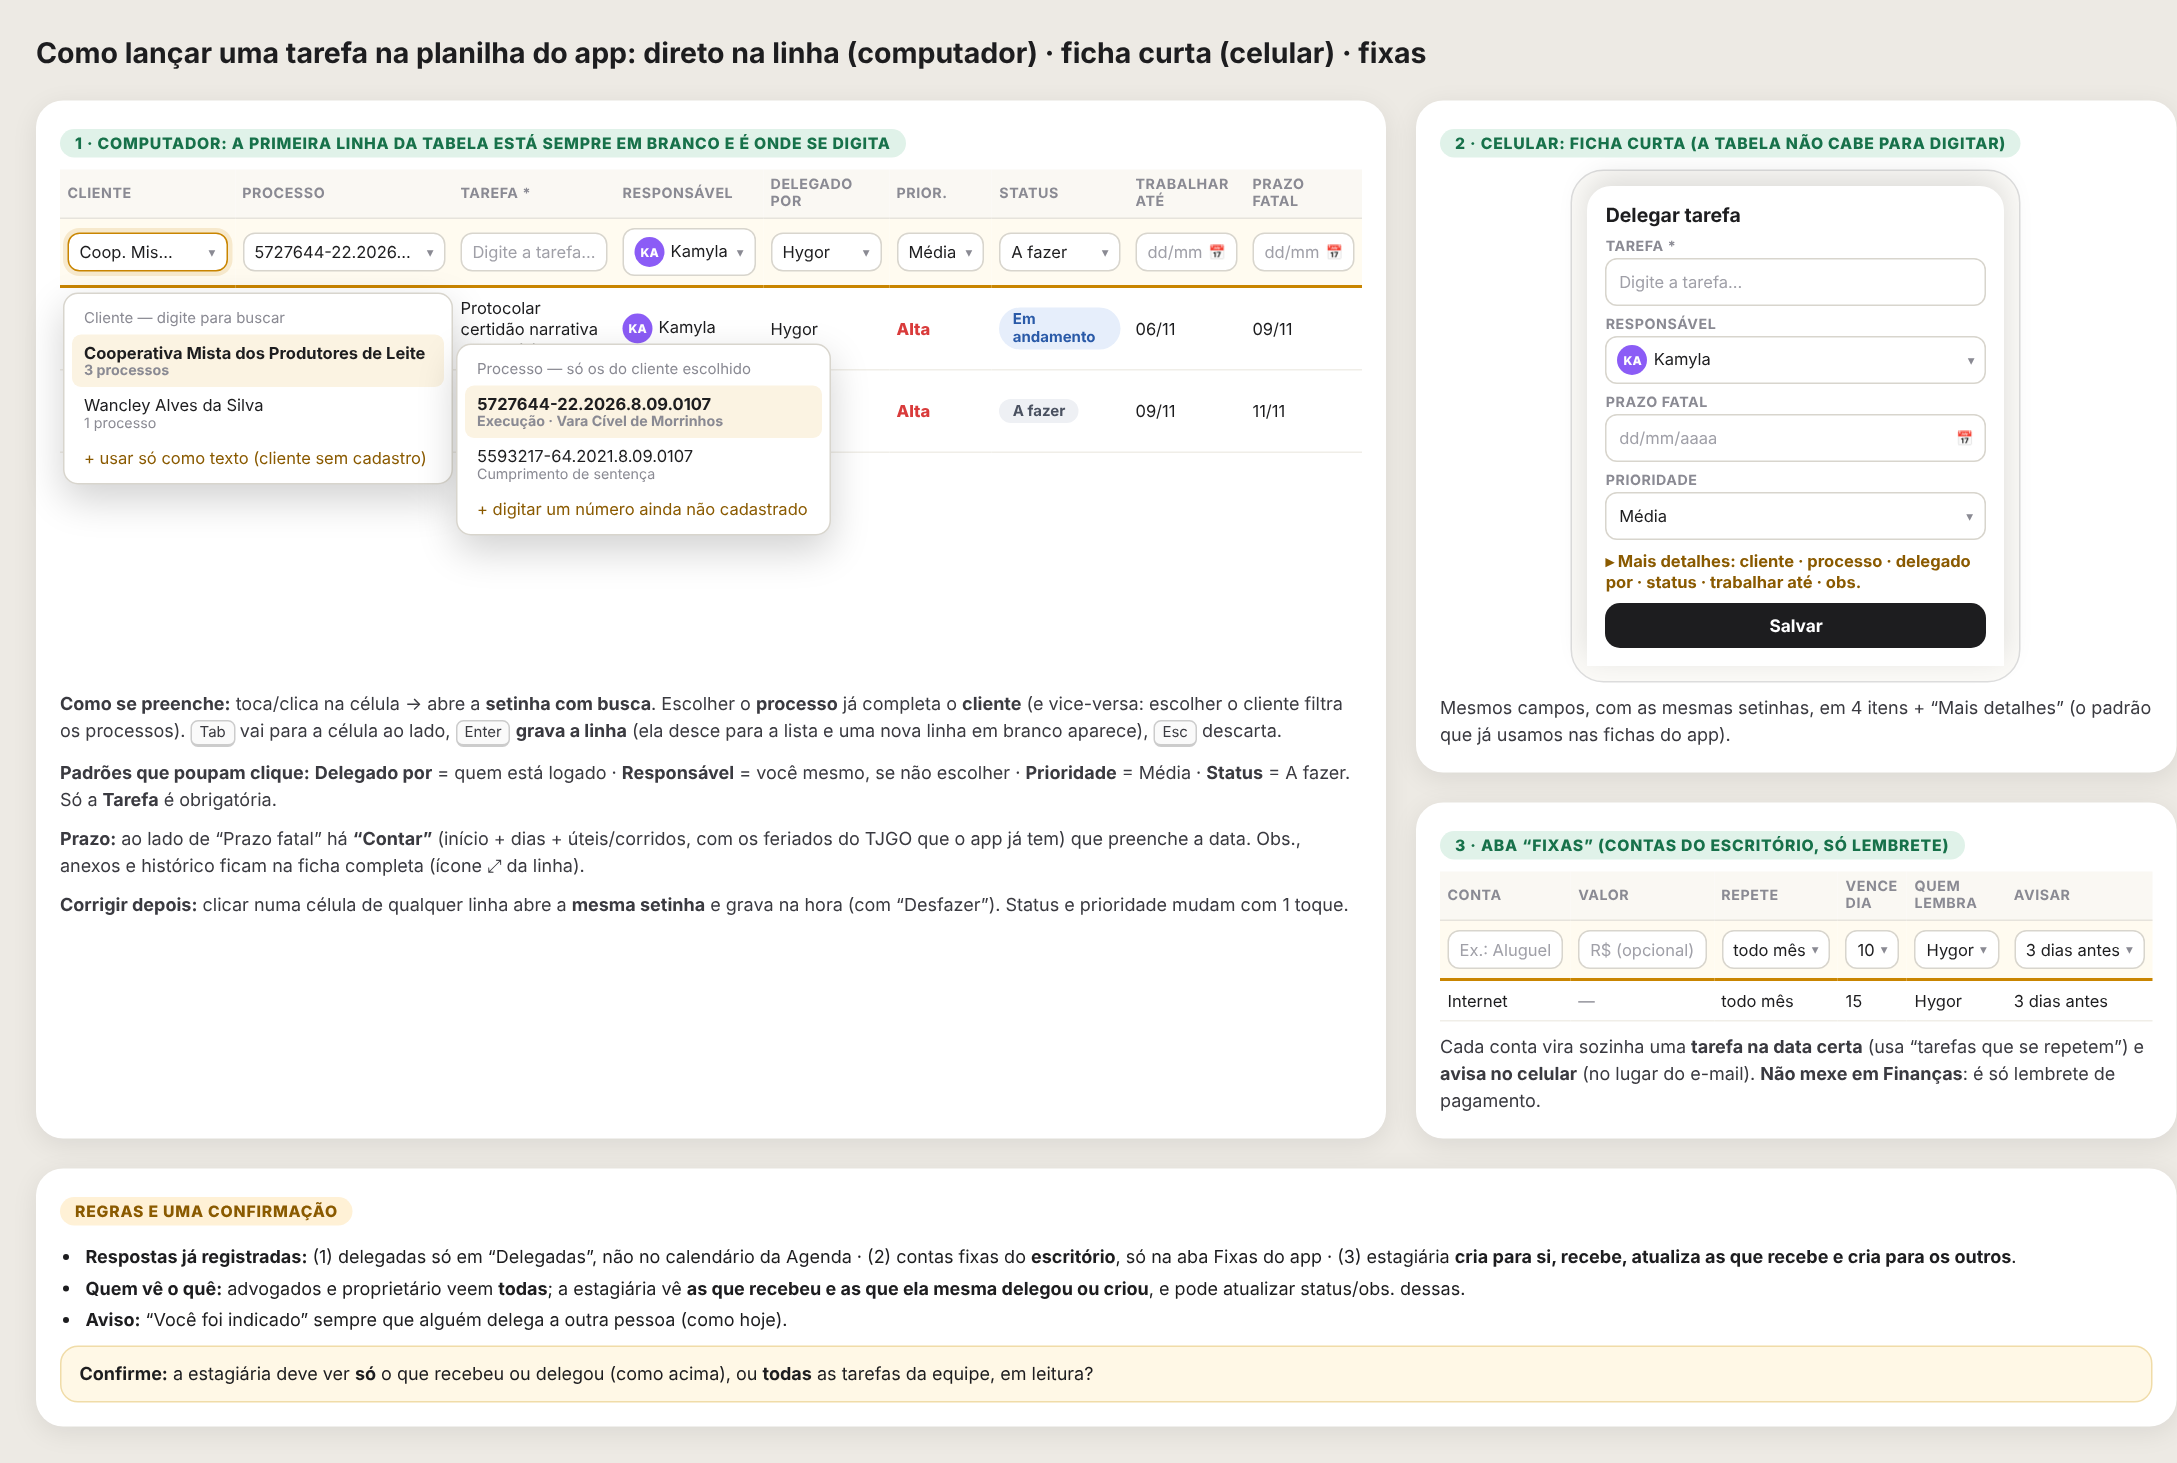 Como lançar uma tarefa na planilha do app: direto na linha (computador) · ficha curta (celular) · fixas
1 · COMPUTADOR: A PRIMEIRA LINHA DA TABELA ESTÁ SEMPRE EM BRANCO E É ONDE SE DIGITA
CLIENTE PROCESSO TAREFA * RESPONSÁVEL DELEGADO POR PRIOR. STATUS TRABALHAR ATÉ PRAZO FATAL
Coop. Mis... 5727644-22.2026... Digite a tarefa... KA Kamyla Hygor Média A fazer dd/mm dd/mm
Protocolar
certidão narrativa KA Kamyla Hygor Alta Em andamento 06/11 09/11
Alta A fazer 09/11 11/11
Cliente — digite para buscar
Cooperativa Mista dos Produtores de Leite
3 processos
Wancley Alves da Silva
1 processo
+ usar só como texto (cliente sem cadastro)
Processo — só os do cliente escolhido
5727644-22.2026.8.09.0107
Execução · Vara Cível de Morrinhos
5593217-64.2021.8.09.0107
Cumprimento de sentença
+ digitar um número ainda não cadastrado
Como se preenche: toca/clica na célula → abre a setinha com busca. Escolher o processo já completa o cliente (e vice-versa: escolher o cliente filtra
os processos). Tab vai para a célula ao lado, Enter grava a linha (ela desce para a lista e uma nova linha em branco aparece), Esc descarta.
Padrões que poupam clique: Delegado por = quem está logado · Responsável = você mesmo, se não escolher · Prioridade = Média · Status = A fazer.
Só a Tarefa é obrigatória.
Prazo: ao lado de “Prazo fatal” há “Contar” (início + dias + úteis/corridos, com os feriados do TJGO que o app já tem) que preenche a data. Obs.,
anexos e histórico ficam na ficha completa (ícone ⤢ da linha).
Corrigir depois: clicar numa célula de qualquer linha abre a mesma setinha e grava na hora (com “Desfazer”). Status e prioridade mudam com 1 toque.
2 · CELULAR: FICHA CURTA (A TABELA NÃO CABE PARA DIGITAR)
Delegar tarefa
TAREFA *
Digite a tarefa...
RESPONSÁVEL
KA Kamyla
PRAZO FATAL
dd/mm/aaaa
PRIORIDADE
Média
▸ Mais detalhes: cliente · processo · delegado
por · status · trabalhar até · obs.
Salvar
Mesmos campos, com as mesmas setinhas, em 4 itens + “Mais detalhes” (o padrão
que já usamos nas fichas do app).
3 · ABA “FIXAS” (CONTAS DO ESCRITÓRIO, SÓ LEMBRETE)
CONTA VALOR REPETE VENCE DIA QUEM LEMBRA AVISAR
Ex.: Aluguel R$ (opcional) todo mês 10 Hygor 3 dias antes
Internet — todo mês 15 Hygor 3 dias antes
Cada conta vira sozinha uma tarefa na data certa (usa “tarefas que se repetem”) e
avisa no celular (no lugar do e-mail). Não mexe em Finanças: é só lembrete de
pagamento.
REGRAS E UMA CONFIRMAÇÃO
• Respostas já registradas: (1) delegadas só em “Delegadas”, não no calendário da Agenda · (2) contas fixas do escritório, só na aba Fixas do app · (3) estagiária cria para si, recebe, atualiza as que recebe e cria para os outros.
• Quem vê o quê: advogados e proprietário veem todas; a estagiária vê as que recebeu e as que ela mesma delegou ou criou, e pode atualizar status/obs. dessas.
• Aviso: “Você foi indicado” sempre que alguém delega a outra pessoa (como hoje).
Confirme: a estagiária deve ver só o que recebeu ou delegou (como acima), ou todas as tarefas da equipe, em leitura?